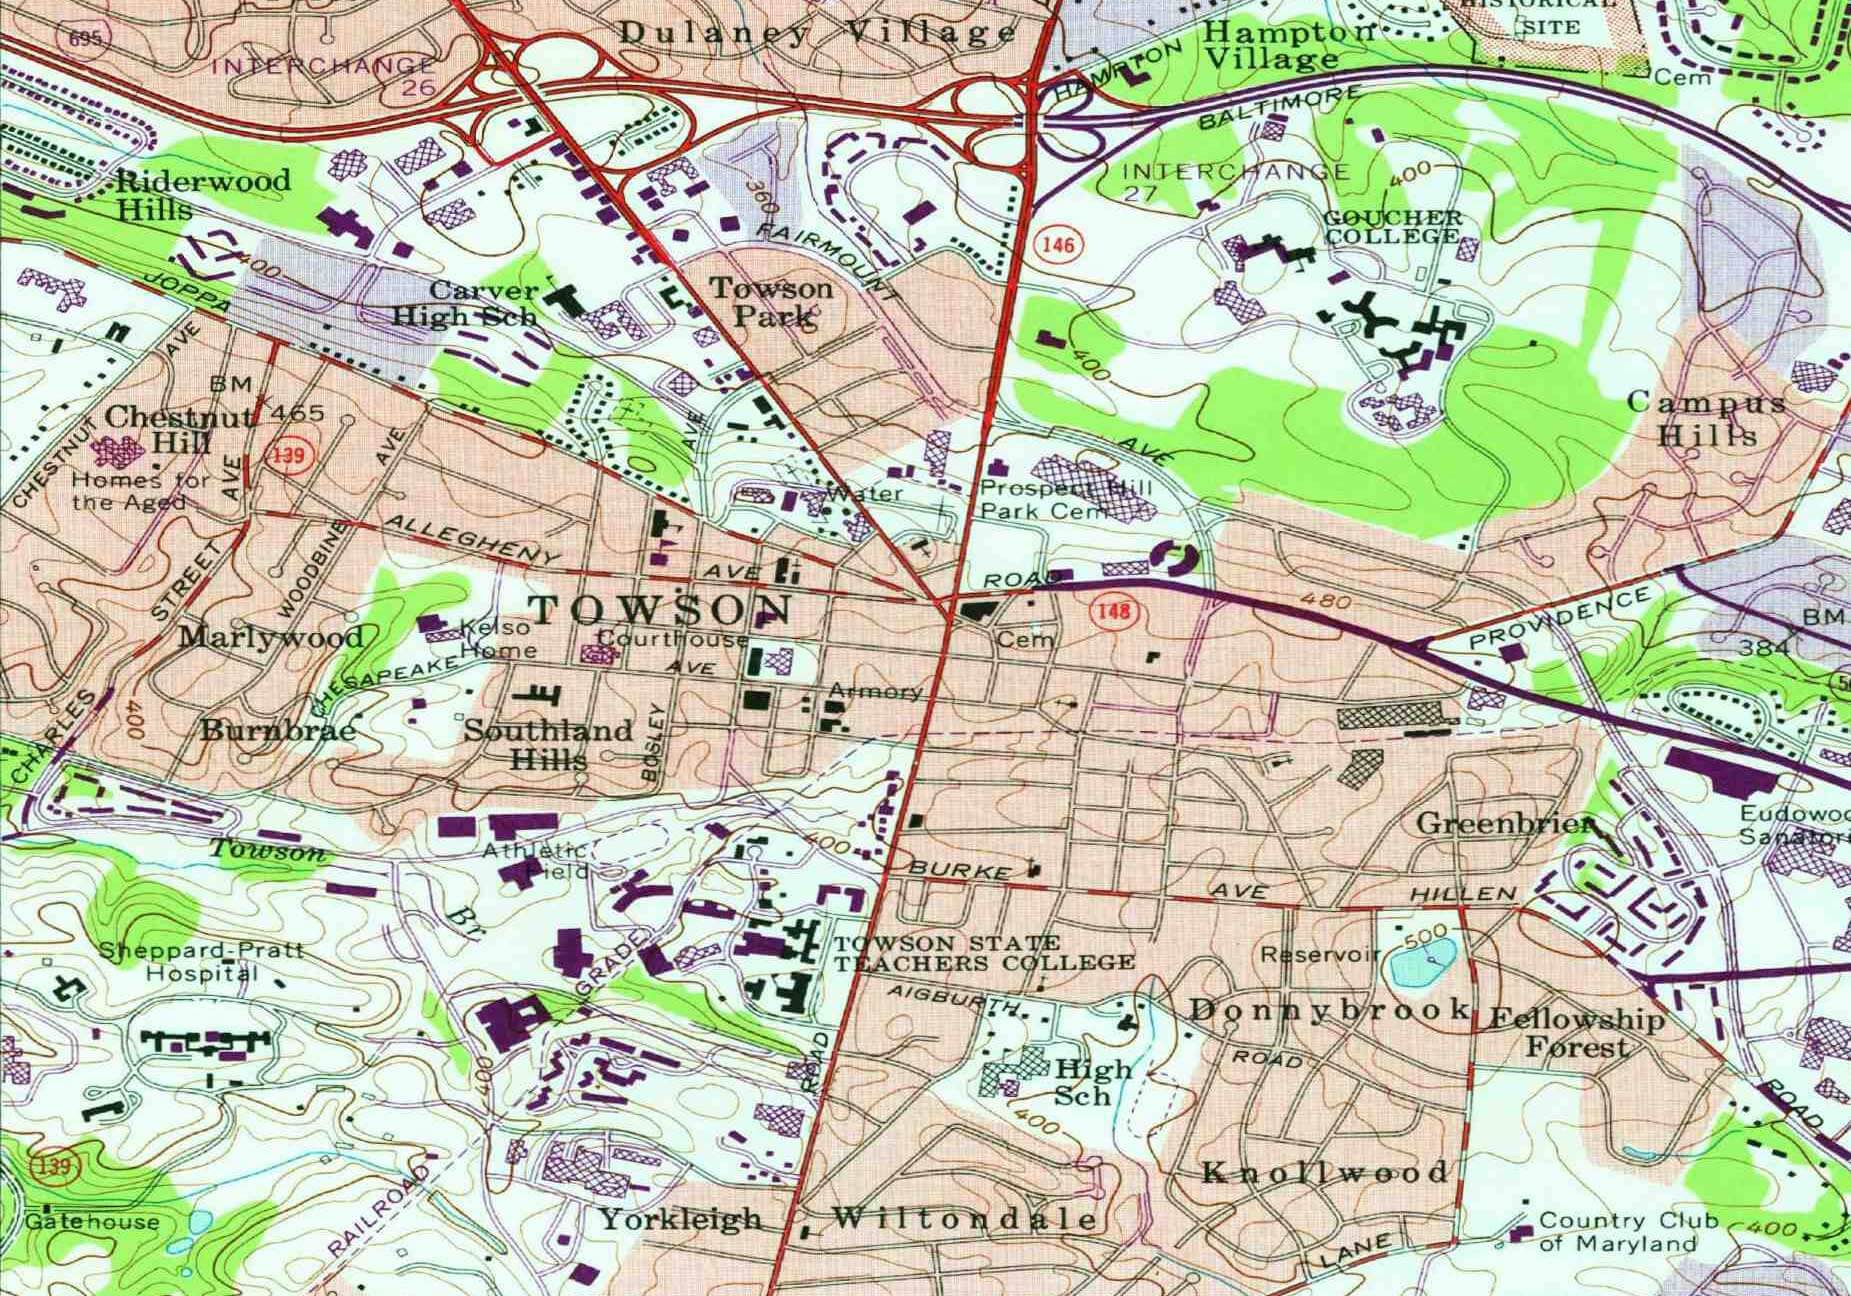 695
INTERCHANGE
26
Dulaney Village
HAMPTON
Hampton
Village
HISTORICAL
SITE
Cem
BALTIMORE
INTERCHANGE
27
400
Riderwood
Hills
360
FAIRMOUNT
146
GOUCHER
COLLEGE
400
JOPPA
Carver
High Sch
Towson
Park
AVE
400
BM
465
Chestnut
Hill
CHESTNUT
139
AVE
AVE
AVE
AVE
Homes for
the Aged
Campus
Hills
Water
Prospect Hill
Park Cem
ALLEGHENY
AVE
ROAD
STREET
WOODBINE
TOWSON
148
480
PROVIDENCE
BM
384
Marlywood
Kelso
Home
Courthouse
Cem
CHESAPEAKE
AVE
Armory
CHARLES
400
Burnbrae
Southland
Hills
BOSLEY
Greenbrier
Eudowoo
Sanator
Towson
Br
Athletic
Field
400
BURKE
AVE
HILLEN
Sheppard-Pratt
Hospital
GRADE
TOWSON STATE
TEACHERS COLLEGE
Reservoir
500
AIGBURTH
Donnybrook
Fellowship
Forest
ROAD
ROAD
400
High
Sch
400
ROAD
139
Knollwood
RAILROAD
Gatehouse
Yorkleigh
Wiltondale
LANE
Country Club
of Maryland
400